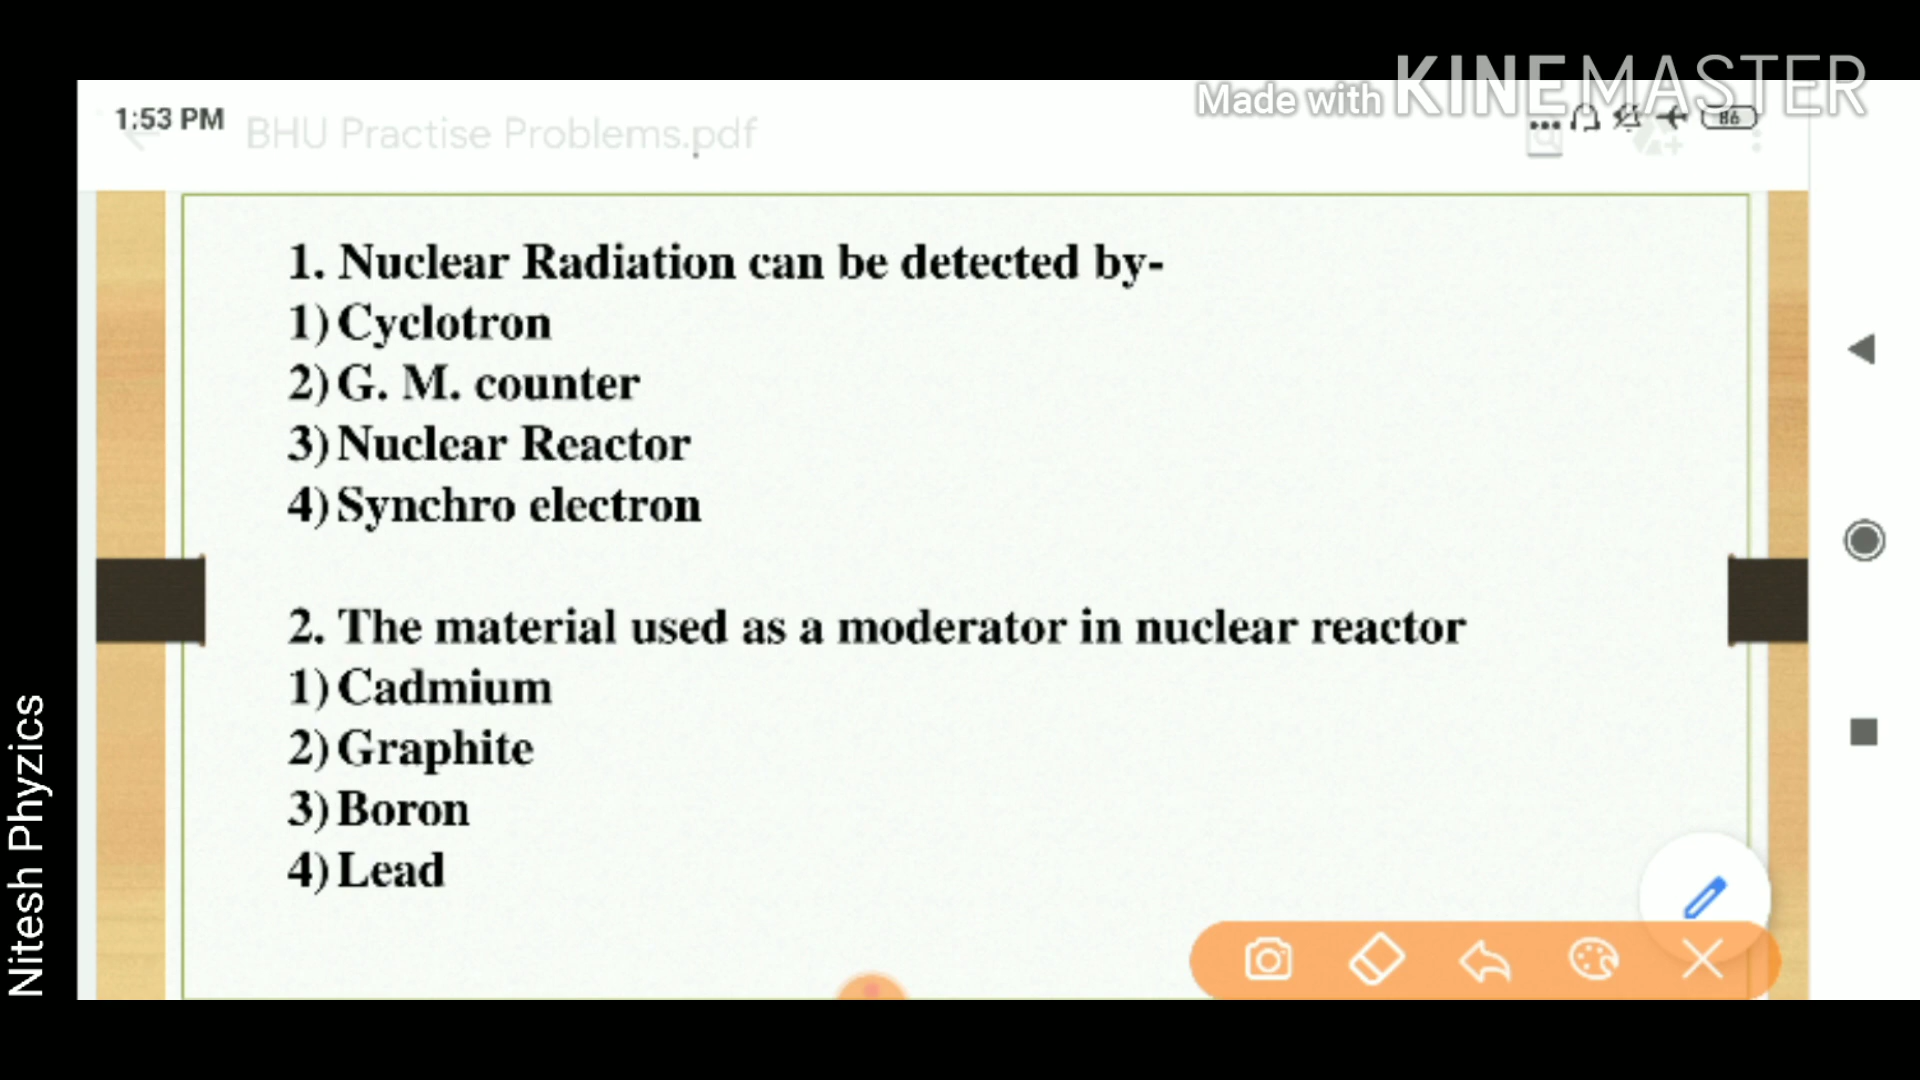 Made with KINEMASTER
1:53 PM
86
BHU Practise Problems.pdf
1. Nuclear Radiation can be detected by-
1) Cyclotron
2) G. M. counter
3) Nuclear Reactor
4) Synchro electron
2. The material used as a moderator in nuclear reactor
1) Cadmium
2) Graphite
3) Boron
4) Lead
Nitesh Phyzics